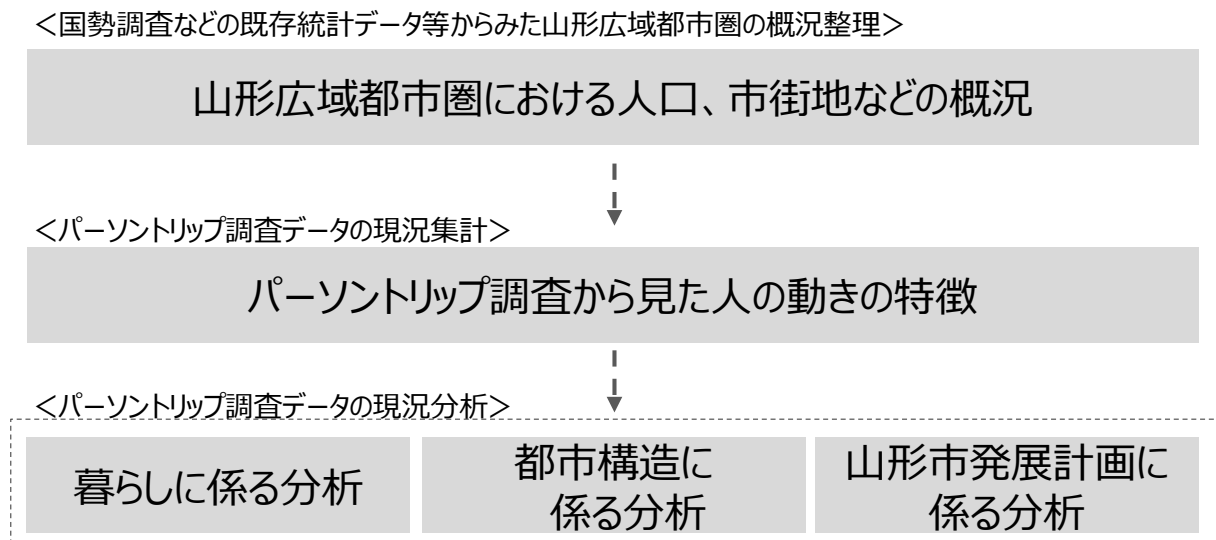 ＜国勢調査などの既存統計データ等からみた山形広域都市圏の概況整理＞
山形広域都市圏における人口、市街地などの概況
＜パーソントリップ調査データの現況集計＞
パーソントリップ調査から見た人の動きの特徴
＜パーソントリップ調査データの現況分析＞
暮らしに係る分析
都市構造に
係る分析
山形市発展計画に
係る分析